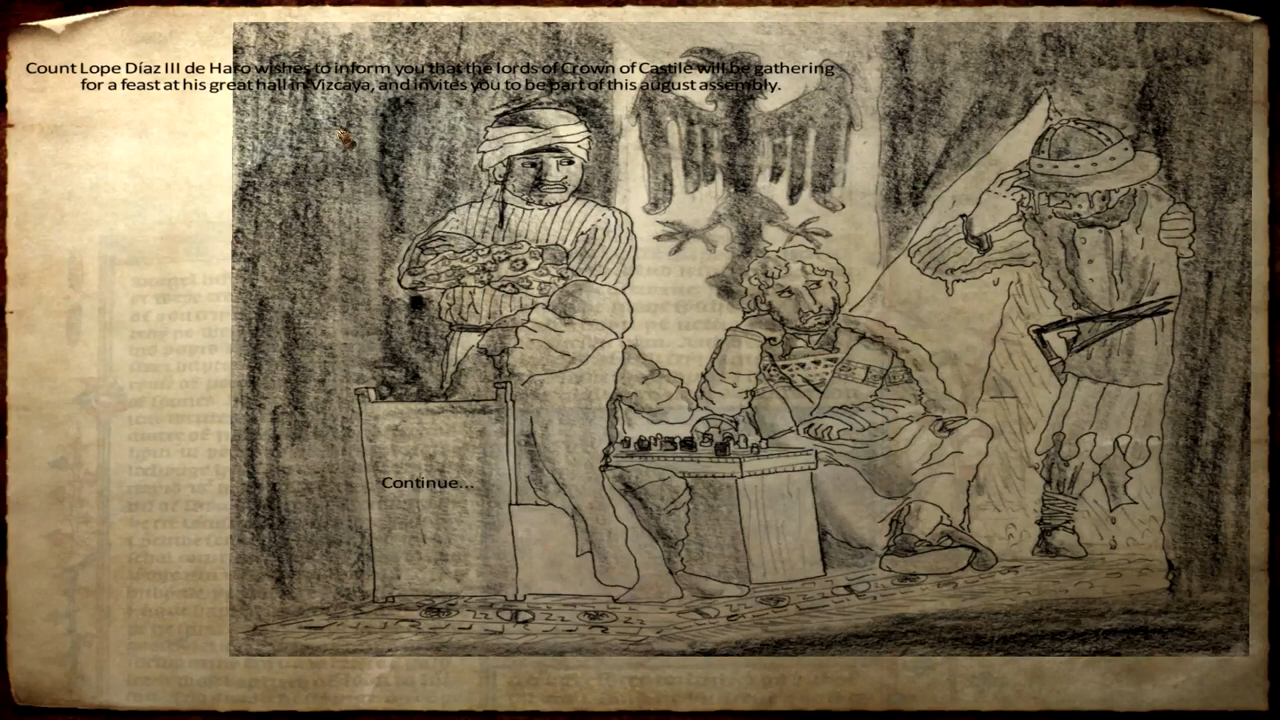 Count Lope Díaz III de Haro wishes to inform you that the lords of Crown of Castile will be gathering
for a feast at his great hall in Vizcaya, and invites you to be part of this august assembly.
Continue...